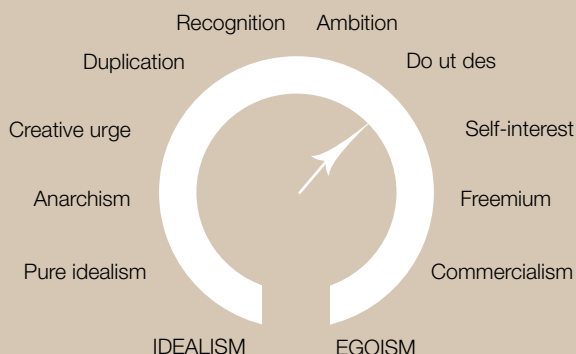 Recognition Ambition
Duplication Do ut des
Creative urge Self-interest
Anarchism Freemium
Pure idealism Commercialism
IDEALISM EGOISM